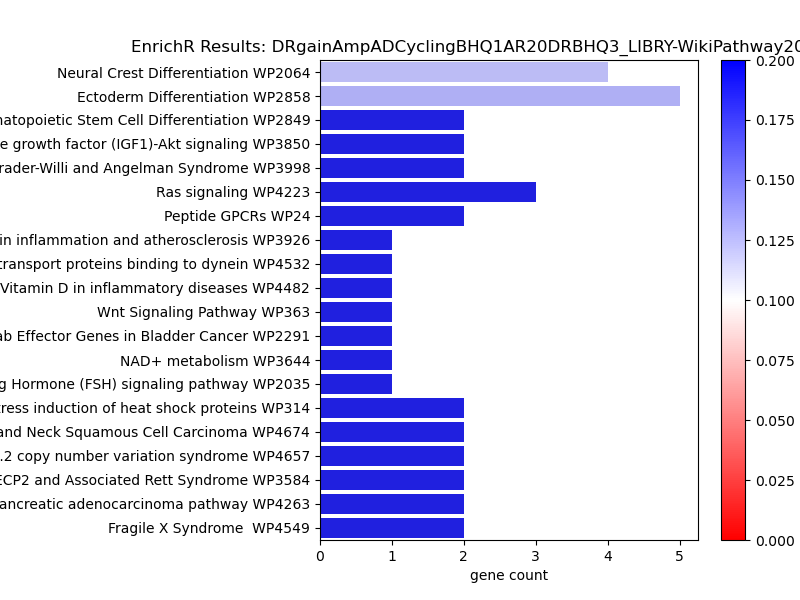 EnrichR Results: DRgainAmpADCyclingBHQ1AR20DRBHQ3_LIBRY-WikiPathway20
Neural Crest Differentiation WP2064
Ectoderm Differentiation WP2858
matopoietic Stem Cell Differentiation WP2849
e growth factor (IGF1)-Akt signaling WP3850
rader-Willi and Angelman Syndrome WP3998
Ras signaling WP4223
Peptide GPCRs WP24
in inflammation and atherosclerosis WP3926
transport proteins binding to dynein WP4532
Vitamin D in inflammatory diseases WP4482
Wnt Signaling Pathway WP363
ab Effector Genes in Bladder Cancer WP2291
NAD+ metabolism WP3644
g Hormone (FSH) signaling pathway WP2035
tress induction of heat shock proteins WP314
and Neck Squamous Cell Carcinoma WP4674
.2 copy number variation syndrome WP4657
ECP2 and Associated Rett Syndrome WP3584
ancreatic adenocarcinoma pathway WP4263
Fragile X Syndrome  WP4549
0 1 2 3 4 5
gene count
0.200
0.175
0.150
0.125
0.100
0.075
0.050
0.025
0.000